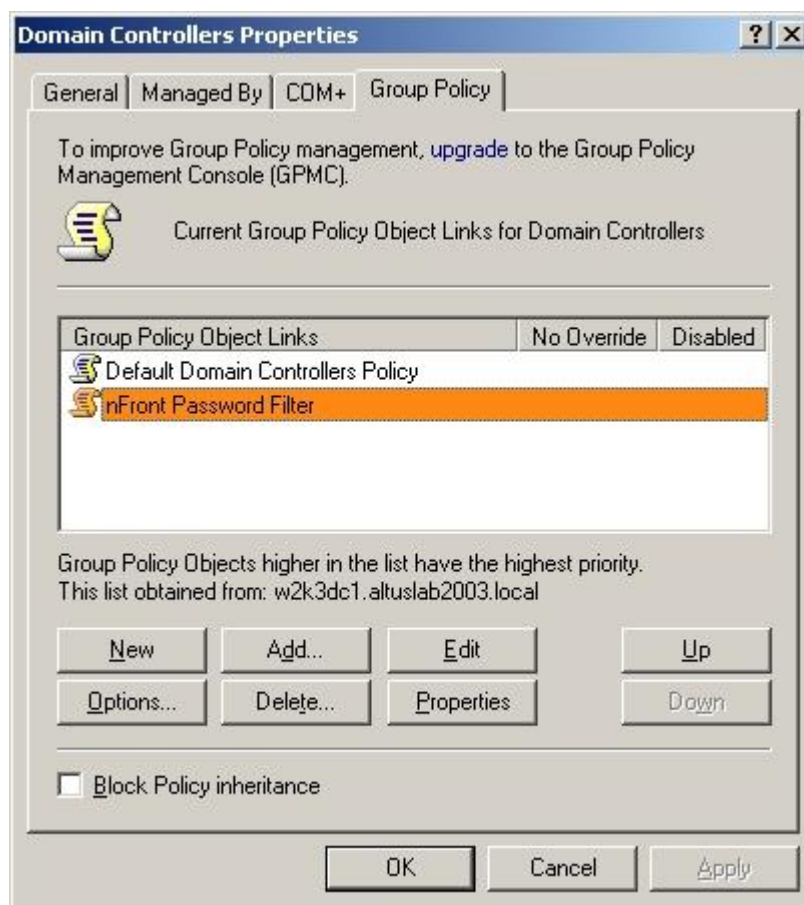 Domain Controllers Properties
General Managed By COM+ Group Policy
To improve Group Policy management, upgrade to the Group Policy
Management Console (GPMC).
Current Group Policy Object Links for Domain Controllers
Group Policy Object Links No Override Disabled
Default Domain Controllers Policy
nFront Password Filter
Group Policy Objects higher in the list have the highest priority.
This list obtained from: w2k3dc1.altuslab2003.local
New Add... Edit Up
Options... Delete... Properties Down
Block Policy inheritance
OK Cancel Apply